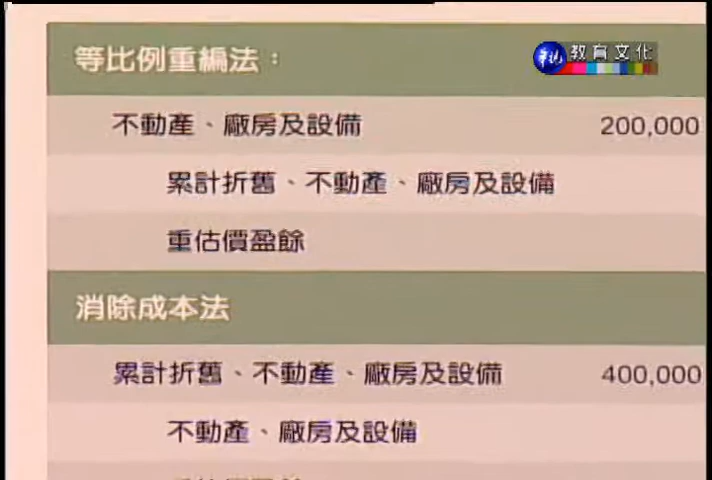 等比例重編法：
教育文化
不動產、廠房及設備 200,000
累計折舊、不動產、廠房及設備
重估價盈餘
消除成本法
累計折舊、不動產、廠房及設備 400,000
不動產、廠房及設備